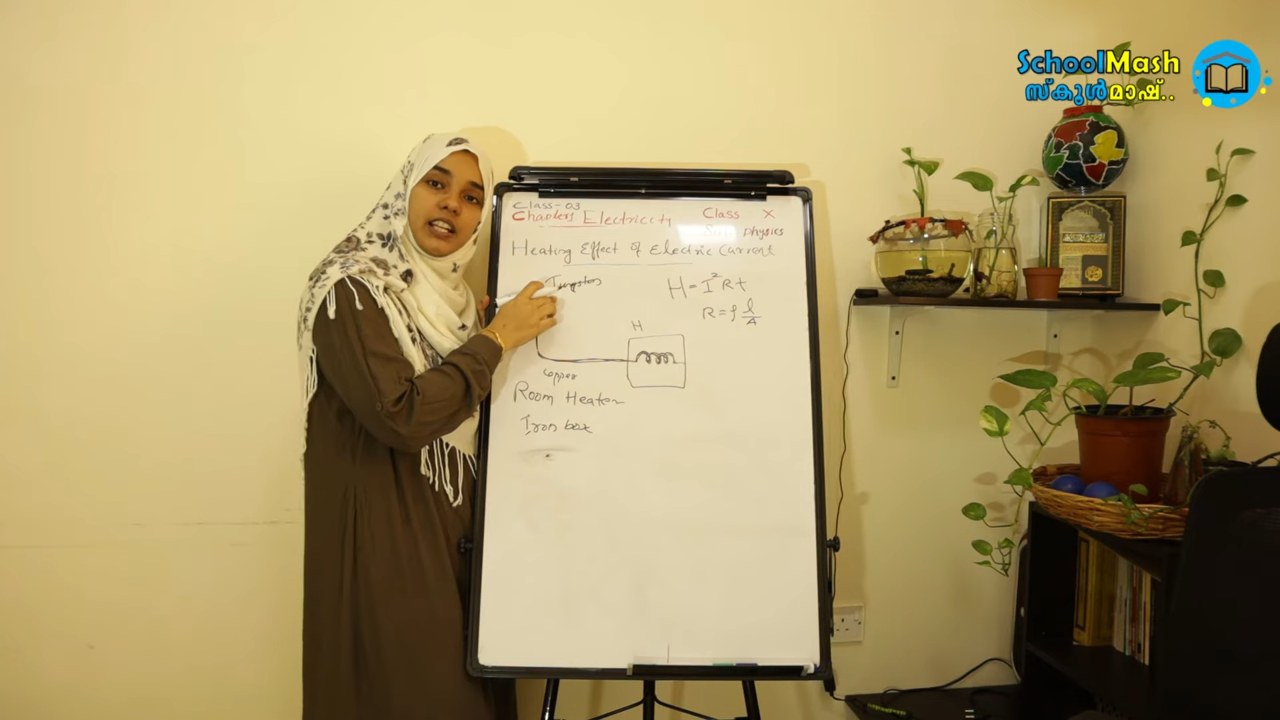 SchoolMash
സ്കൂൾമാഷ്..
Class-03
Chapter3 Electricity Class X
physics
Heating Effect of Electric Current
Tungsten
H = I²Rt
R = ρ l/A
H
Copper
Room Heater
Iron box